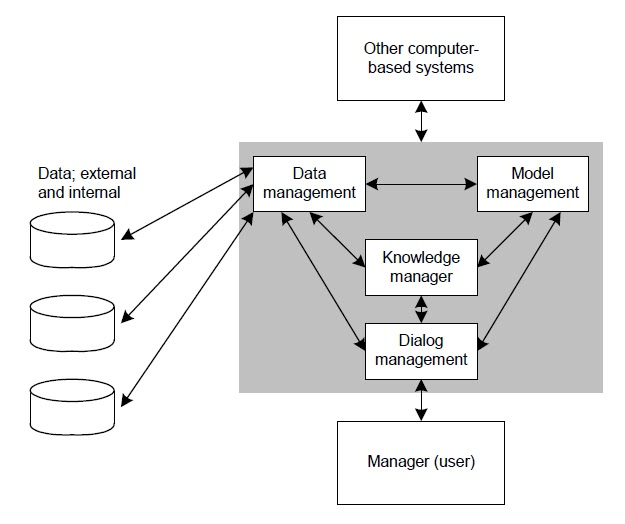 Other computer-
based systems
Data; external
and internal
Data
management
Model
management
Knowledge
manager
Dialog
management
Manager (user)